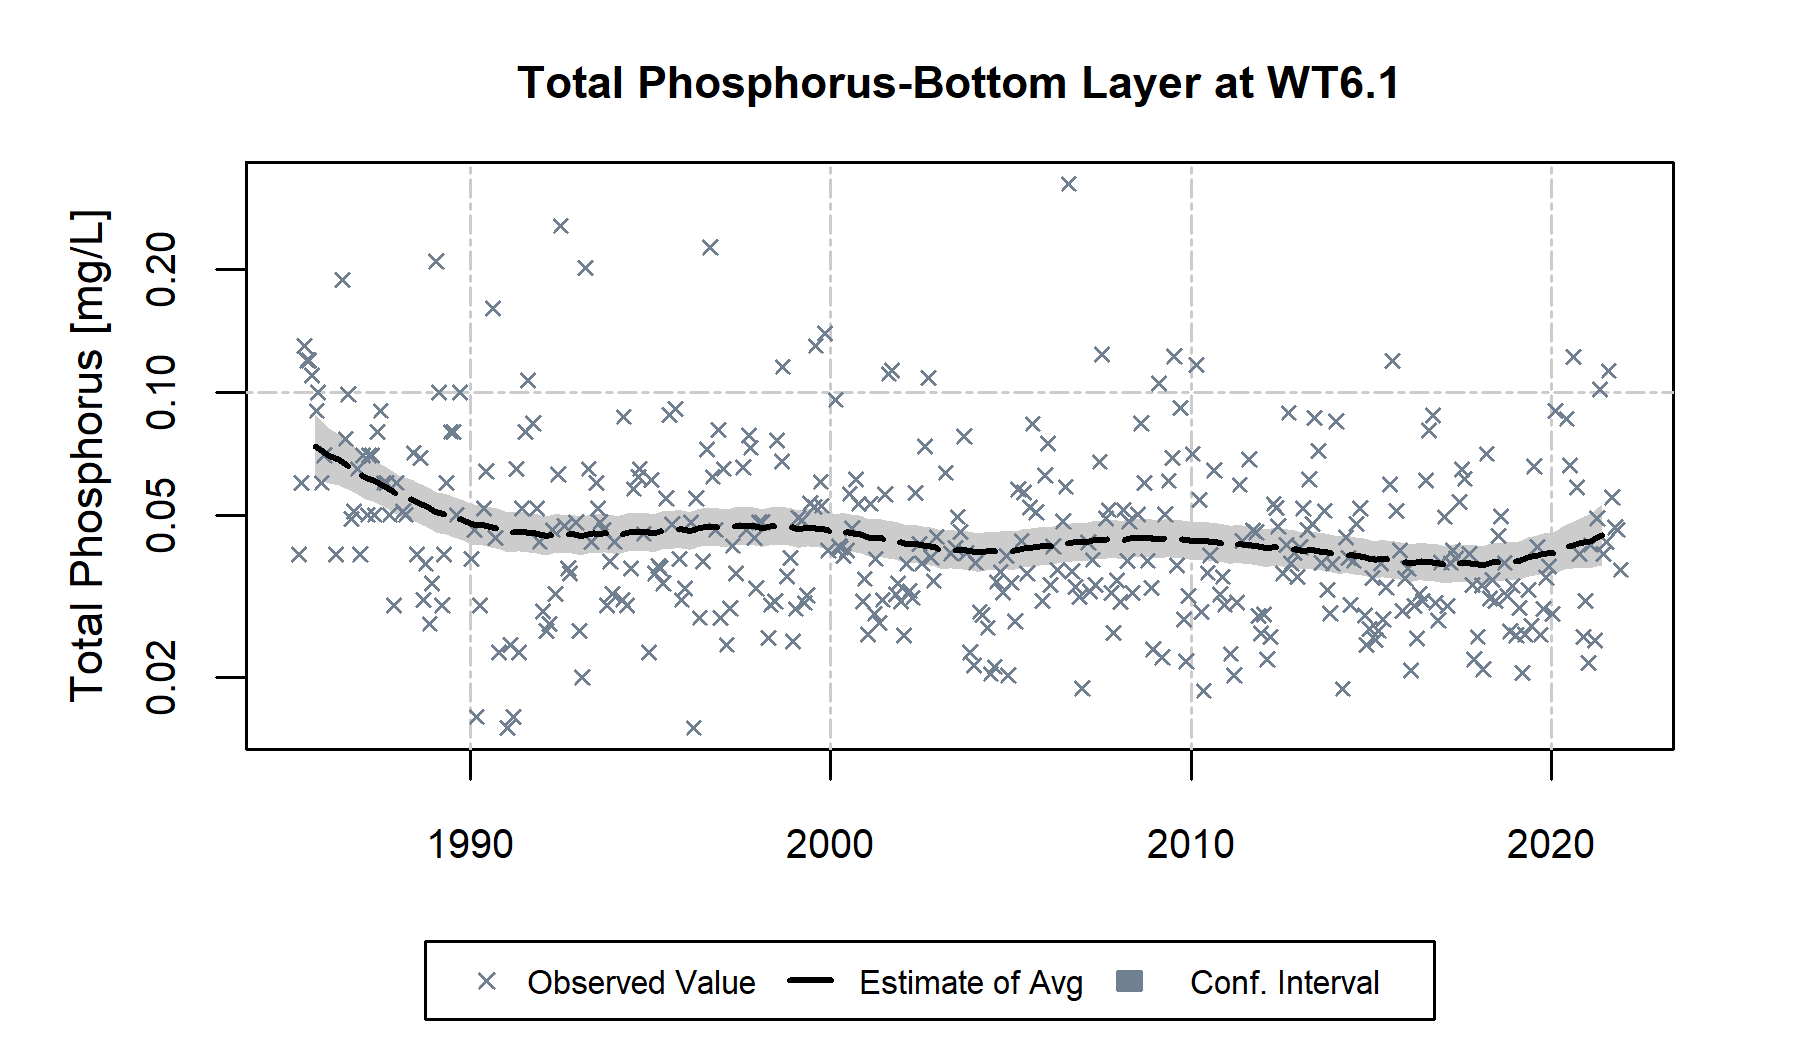 Total Phosphorus-Bottom Layer at WT6.1
Total Phosphorus [mg/L]
0.20
0.10
0.05
0.02
1990 2000 2010 2020
Observed Value Estimate of Avg Conf. Interval